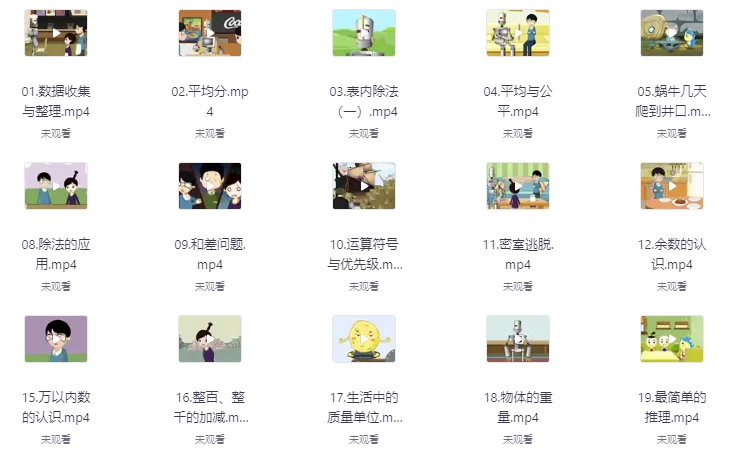 01.数据收集
与整理.mp4
未观看
02.平均分.mp
4
未观看
03.表内除法
（一）.mp4
未观看
04.平均与公
平.mp4
未观看
05.蜗牛几天
爬到井口.m...
未观看
08.除法的应
用.mp4
未观看
09.和差问题.
mp4
未观看
10.运算符号
与优先级.m...
未观看
11.密室逃脱.
mp4
未观看
12.余数的认
识.mp4
未观看
15.万以内数
的认识.mp4
未观看
16.整百、整
千的加减.m...
未观看
17.生活中的
质量单位.m...
未观看
18.物体的重
量.mp4
未观看
19.最简单的
推理.mp4
未观看